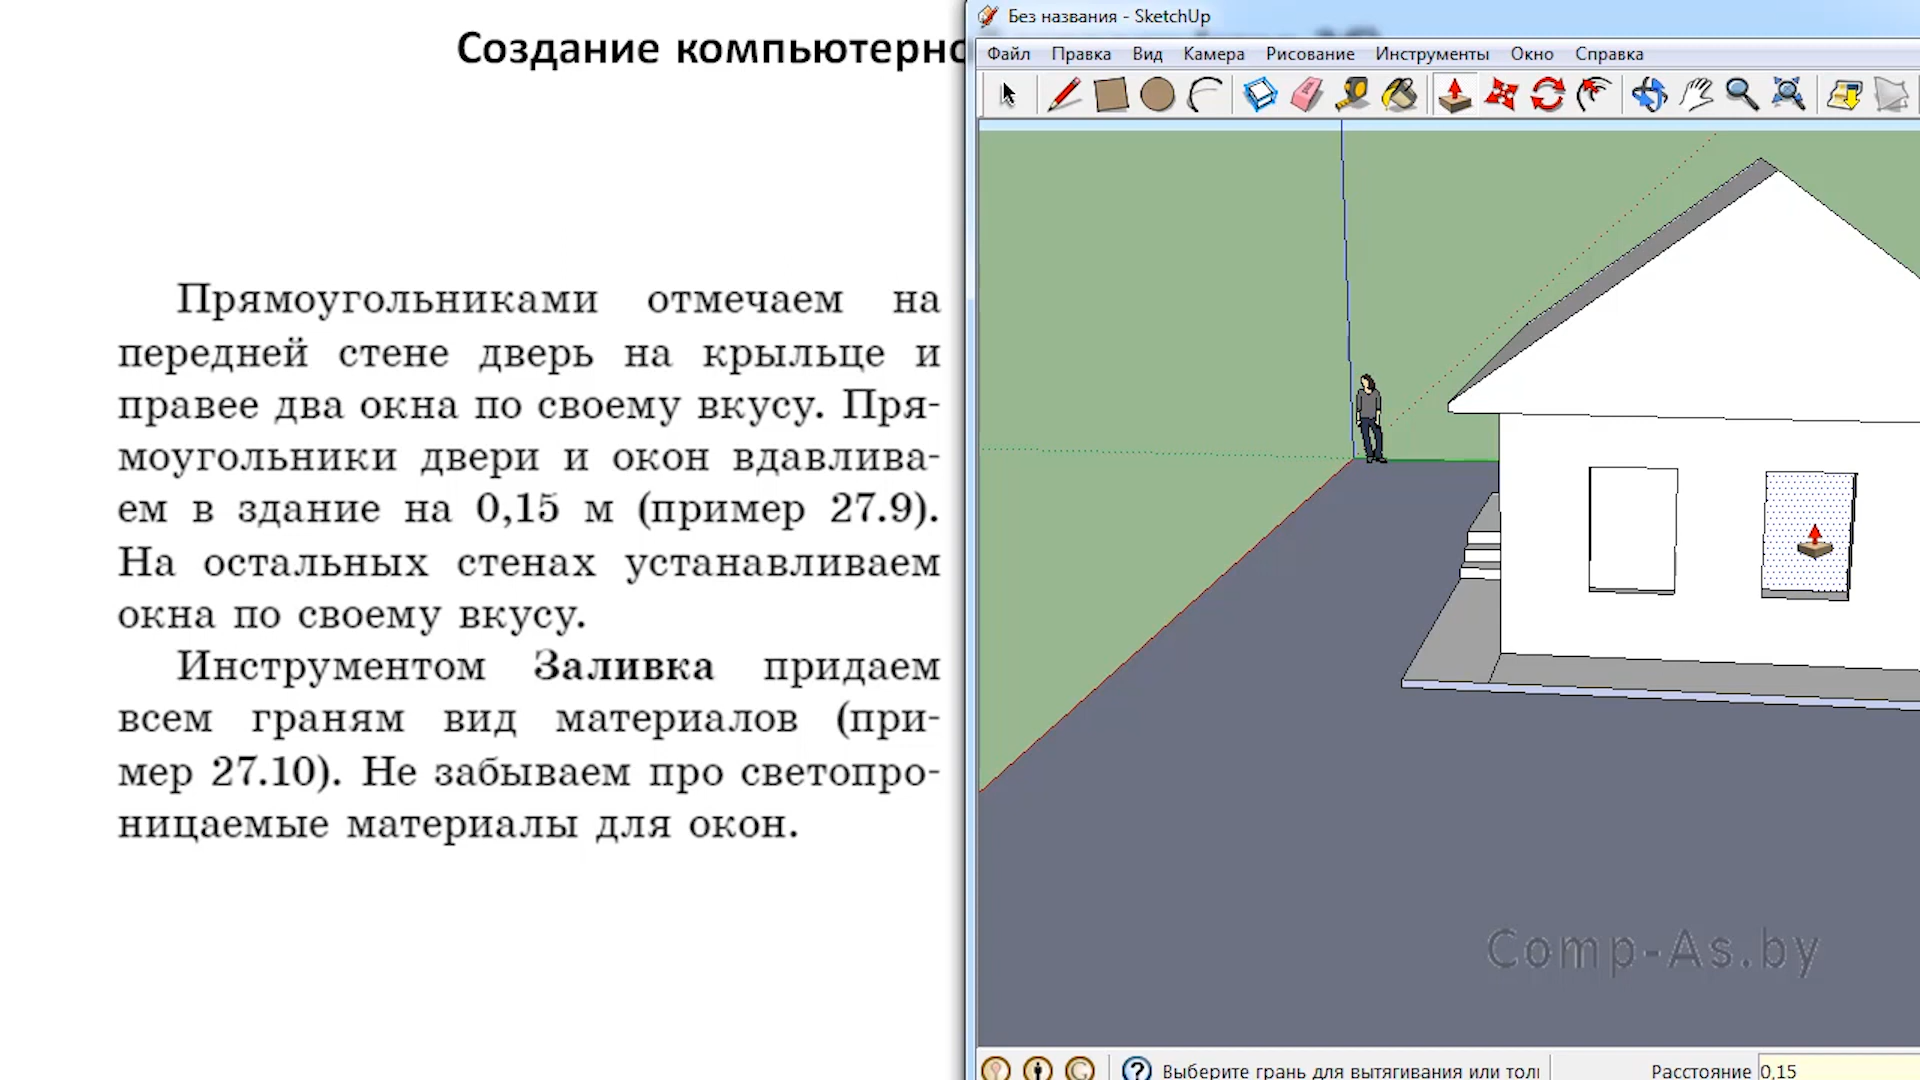 Создание компьютерно
Прямоугольниками отмечаем на
передней стене дверь на крыльце и
правее два окна по своему вкусу. Пря-
моугольники двери и окон вдавлива-
ем в здание на 0,15 м (пример 27.9).
На остальных стенах устанавливаем
окна по своему вкусу.
Инструментом Заливка придаем
всем граням вид материалов (при-
мер 27.10). Не забываем про светопро-
ницаемые материалы для окон.
Без названия - SketchUp
Файл Правка Вид Камера Рисование Инструменты Окно Справка
Comp-As.by
Выберите грань для вытягивания или тол
Расстояние 0,15